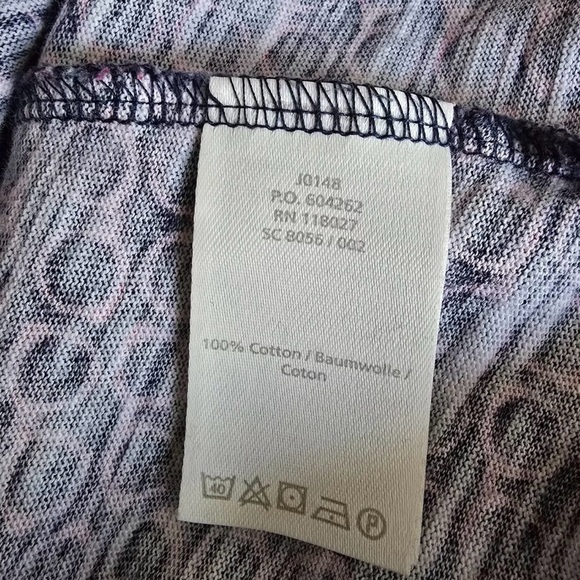 J0148
P.O. 604262
RN 118027
SC 8056 / 002
100% Cotton / Baumwolle /
Coton
40 P